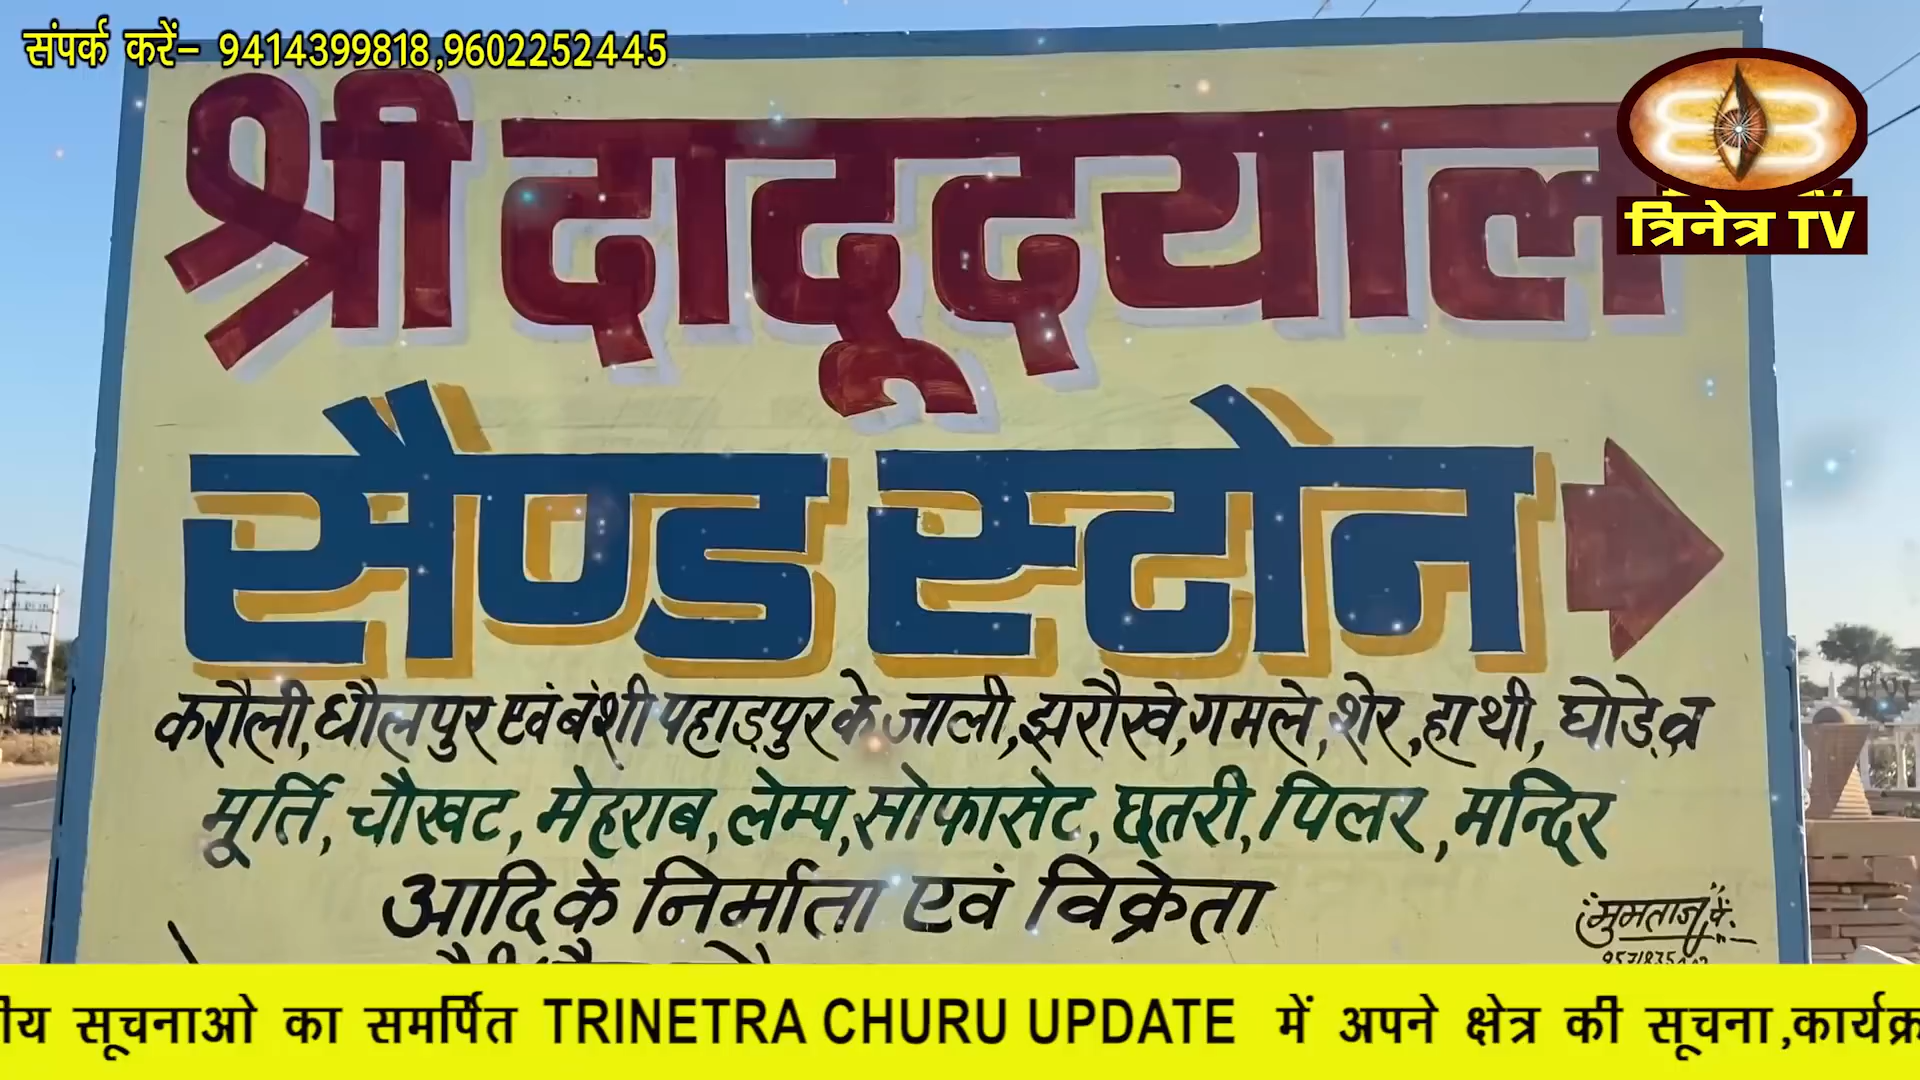 संपर्क करें- 9414399818,9602252445
श्री दादूदयाल
त्रिनेत्र TV
सैण्ड स्टोन
करौली, धौलपुर एवं बंशी पहाड़पुर के जाली, झरौखे, गमले, शेर, हाथी, घोड़े, व
मूर्ति, चौखट, मेहराब, लेम्प, सोफासेट, छतरी, पिलर, मन्दिर
आदि के निर्माता एवं विक्रेता
मुमताज पें.
सूचनाओ का समर्पित TRINETRA CHURU UPDATE में अपने क्षेत्र की सूचना,